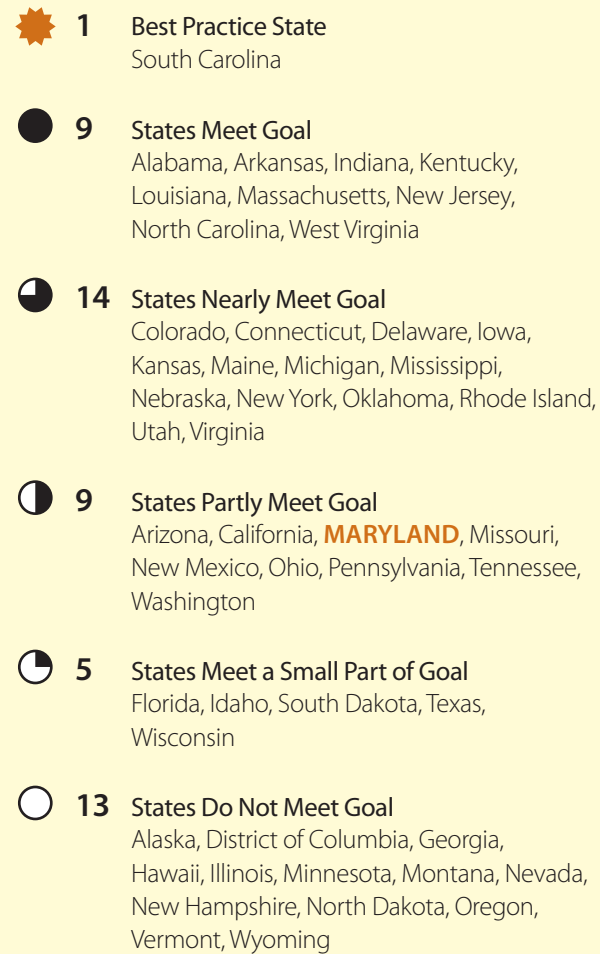 1 Best Practice State
South Carolina
9 States Meet Goal
Alabama, Arkansas, Indiana, Kentucky,
Louisiana, Massachusetts, New Jersey,
North Carolina, West Virginia
14 States Nearly Meet Goal
Colorado, Connecticut, Delaware, Iowa,
Kansas, Maine, Michigan, Mississippi,
Nebraska, New York, Oklahoma, Rhode Island,
Utah, Virginia
9 States Partly Meet Goal
Arizona, California, MARYLAND, Missouri,
New Mexico, Ohio, Pennsylvania, Tennessee,
Washington
5 States Meet a Small Part of Goal
Florida, Idaho, South Dakota, Texas,
Wisconsin
13 States Do Not Meet Goal
Alaska, District of Columbia, Georgia,
Hawaii, Illinois, Minnesota, Montana, Nevada,
New Hampshire, North Dakota, Oregon,
Vermont, Wyoming